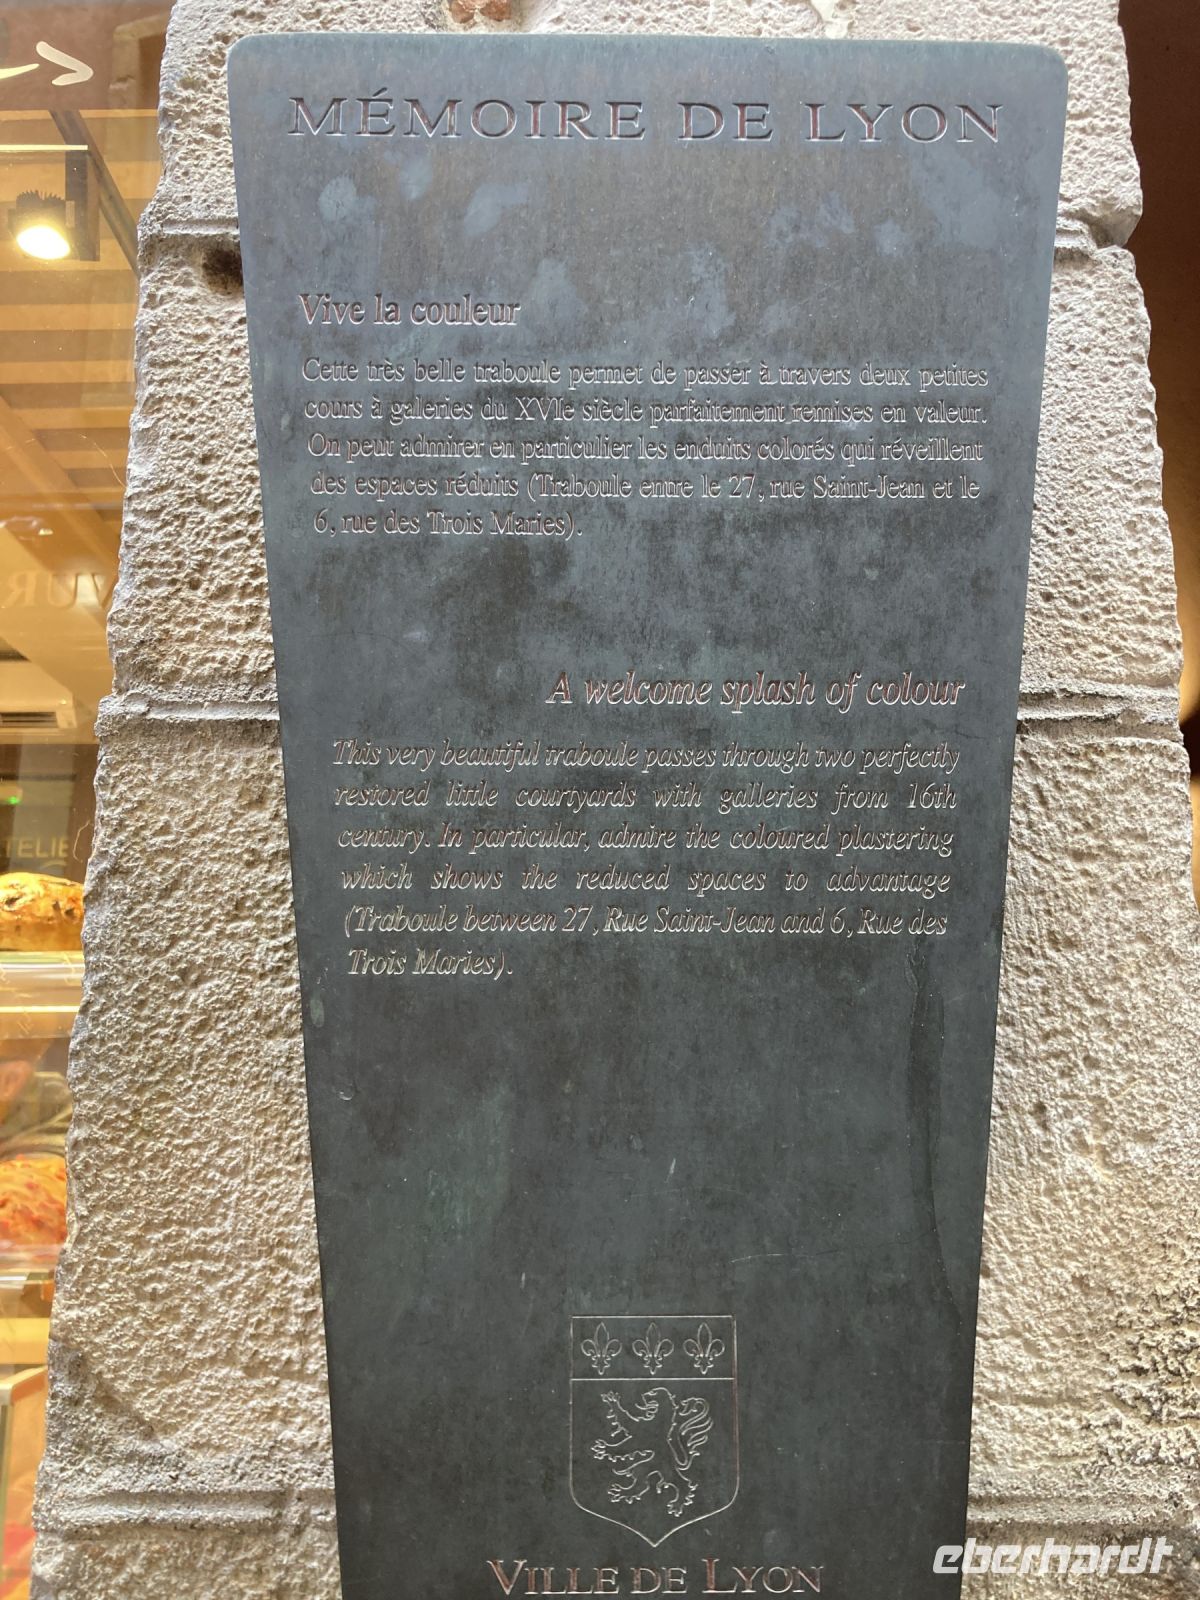 MÉMOIRE DE LYON
Vive la couleur
Cette très belle traboule permet de passer à travers deux petites
cours à galeries du XVIe siècle parfaitement remises en valeur.
On peut admirer en particulier les enduits colorés qui réveillent
des espaces réduits (Traboule entre le 27, rue Saint-Jean et le
6, rue des Trois Maries).
A welcome splash of colour
This very beautiful traboule passes through two perfectly
restored little courtyards with galleries from 16th
century. In particular, admire the coloured plastering
which shows the reduced spaces to advantage
(Traboule between 27, Rue Saint-Jean and 6, Rue des
Trois Maries).
VILLE DE LYON
eberhardt